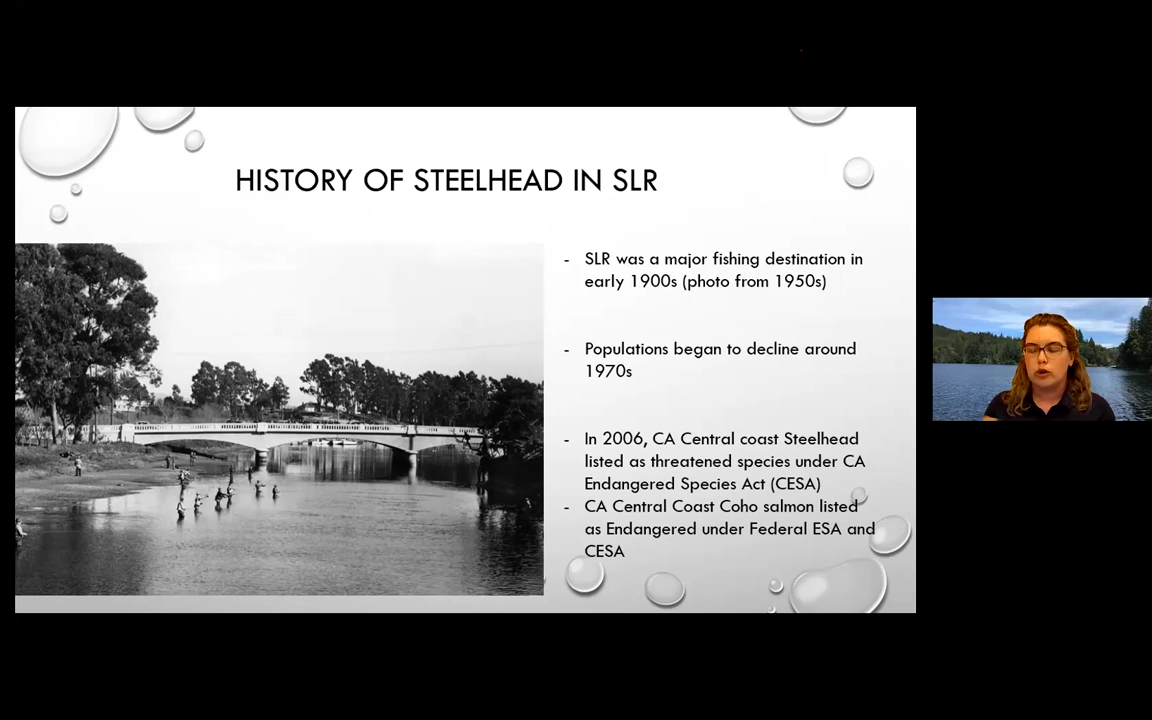 HISTORY OF STEELHEAD IN SLR
- SLR was a major fishing destination in
early 1900s (photo from 1950s)
- Populations began to decline around
1970s
- In 2006, CA Central coast Steelhead
listed as threatened species under CA
Endangered Species Act (CESA)
- CA Central Coast Coho salmon listed
as Endangered under Federal ESA and
CESA